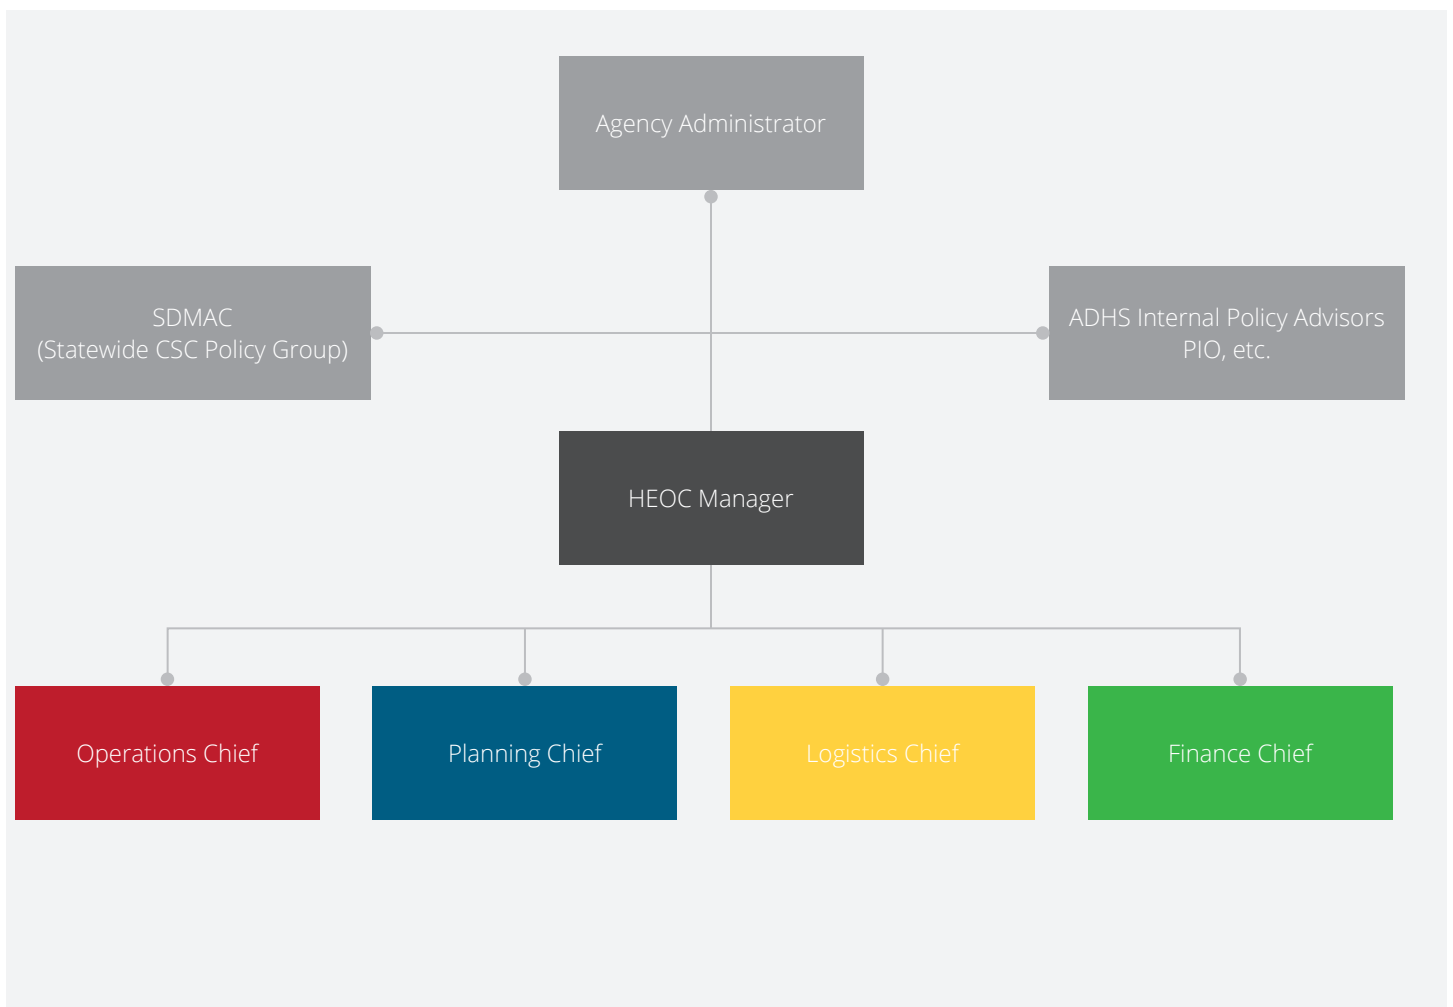 Agency Administrator
SDMAC
(Statewide CSC Policy Group)
ADHS Internal Policy Advisors
PIO, etc.
HEOC Manager
Operations Chief
Planning Chief
Logistics Chief
Finance Chief